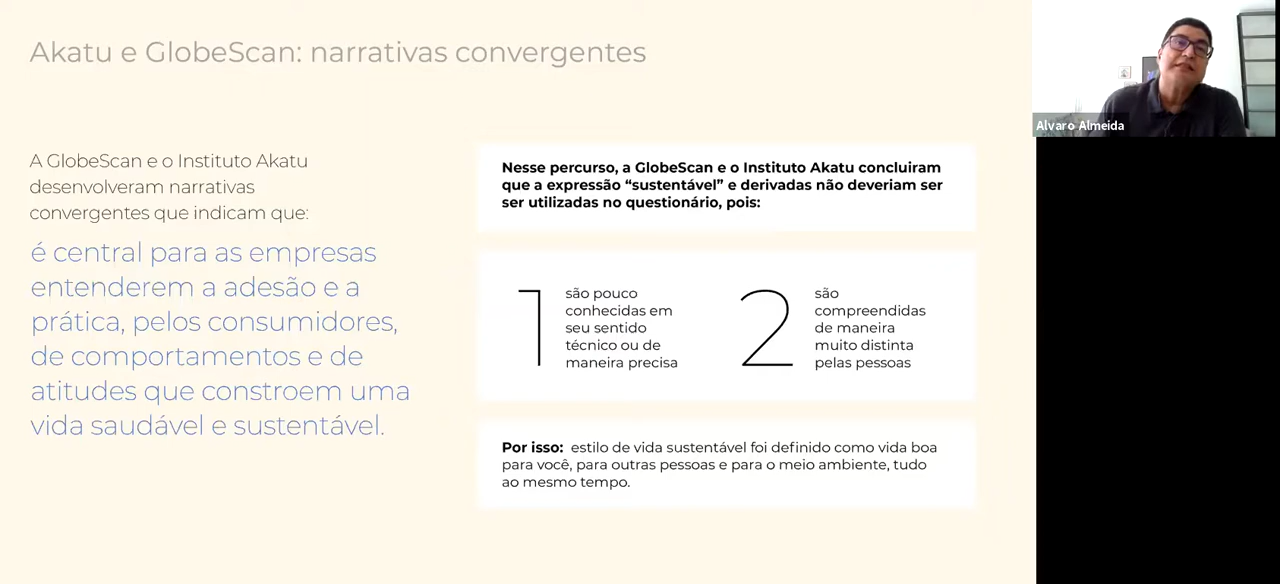 Akatu e GlobeScan: narrativas convergentes
A GlobeScan e o Instituto Akatu
desenvolveram narrativas
convergentes que indicam que:
é central para as empresas
entenderem a adesão e a
prática, pelos consumidores,
de comportamentos e de
atitudes que constroem uma
vida saudável e sustentável.
Nesse percurso, a GlobeScan e o Instituto Akatu concluiram
que a expressão “sustentável” e derivadas não deveriam ser
ser utilizadas no questionário, pois:
1
são pouco
conhecidas em
seu sentido
técnico ou de
maneira precisa
2
são
compreendidas
de maneira
muito distinta
pelas pessoas
Por isso: estilo de vida sustentável foi definido como vida boa
para você, para outras pessoas e para o meio ambiente, tudo
ao mesmo tempo.
Alvaro Almeida